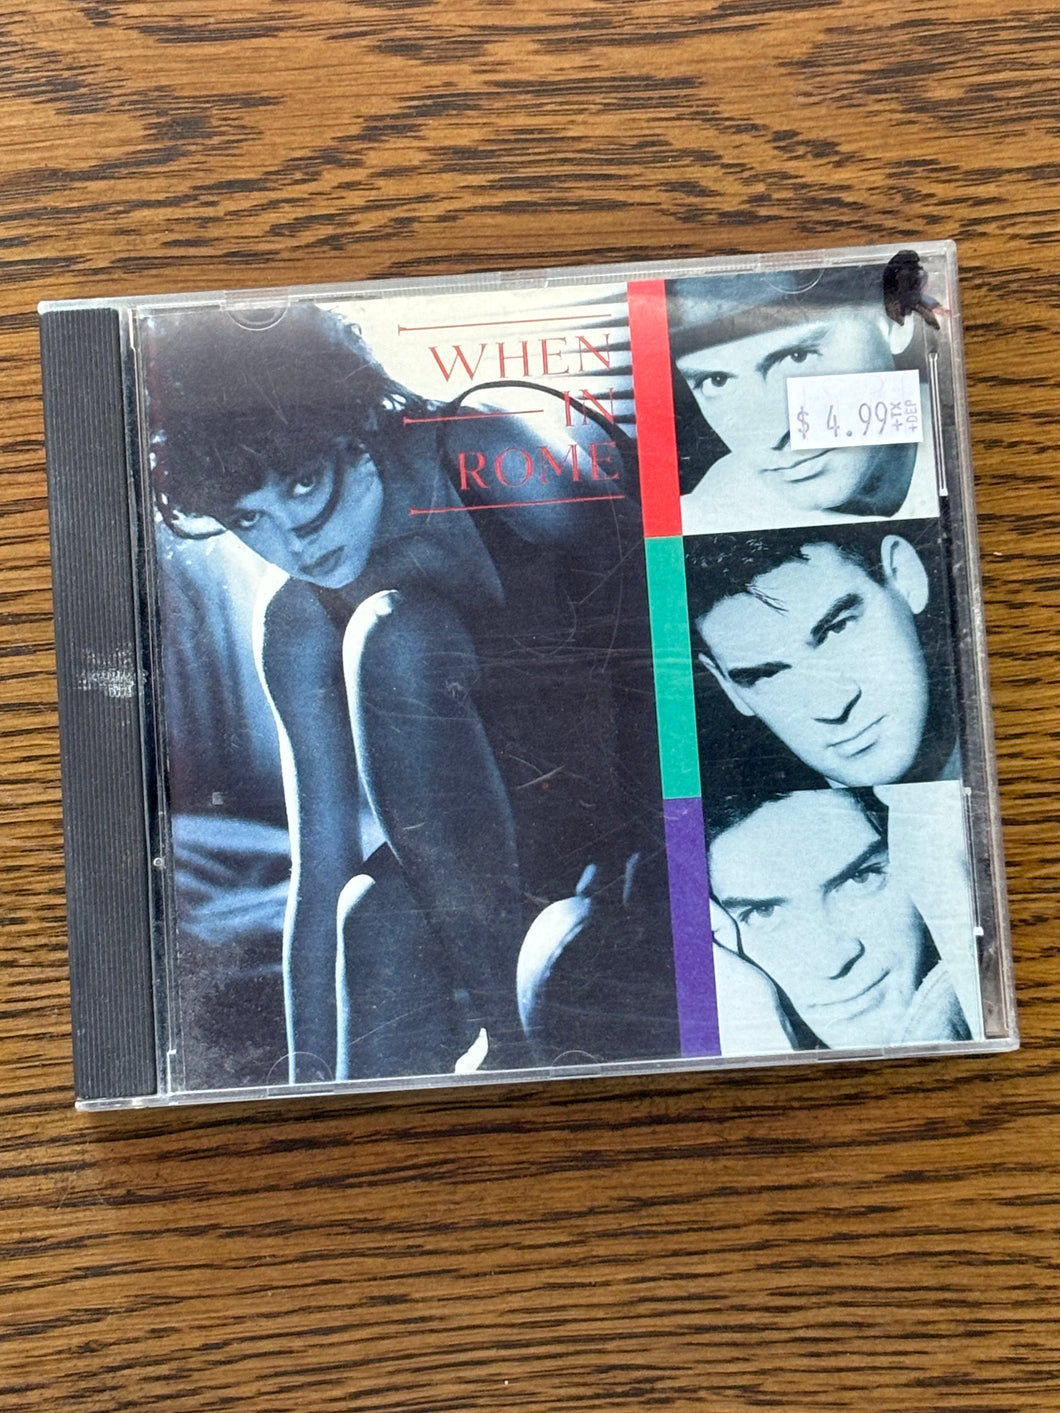 WHEN
IN
ROME
$ 4.99 +TX
+DEP